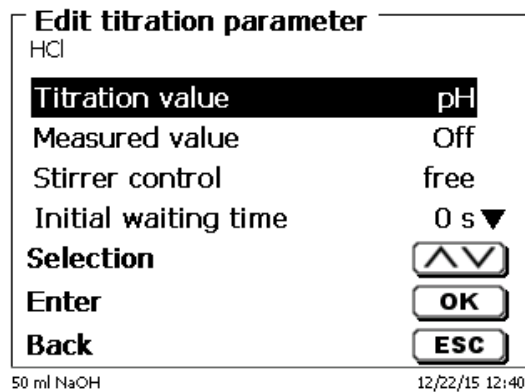 Edit titration parameter
HCl
Titration value pH
Measured value Off
Stirrer control free
Initial waiting time 0 s
Selection
Enter OK
Back ESC
50 ml NaOH 12/22/15 12:40